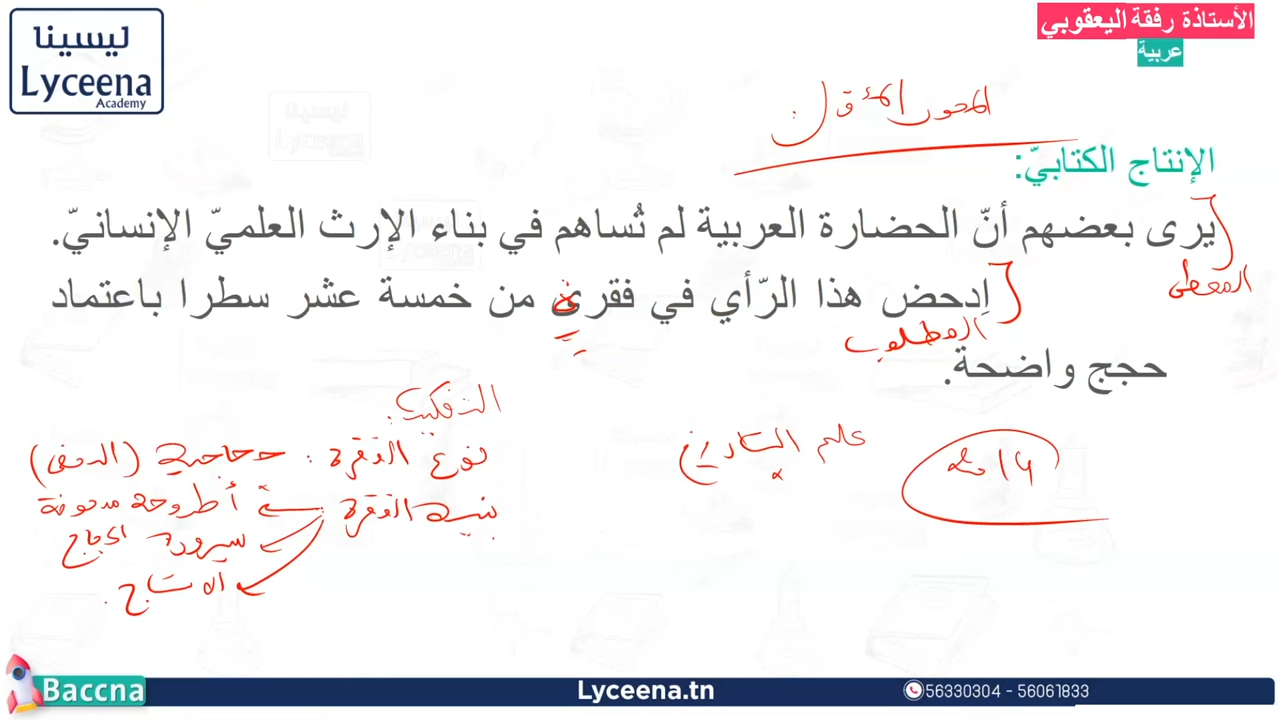 ليسينا
Lyceena
Academy
الأستاذة رفقة اليعقوبي
عربية
المحور الأول:
الإنتاج الكتابيّ:
يرى بعضهم أنّ الحضارة العربية لم تُساهم في بناء الإرث العلميّ الإنسانيّ.
المعطى
اِدحض هذا الرّأي في فقرة من خمسة عشر سطرا باعتماد
المطلوب
حجج واضحة.
علم التاريخ
التفكيك:
نوع الفقرة: حجاجية (الدحض)
بنية الفقرة: أطروحة مدحوضة
سيرورة الحجاج
الاستنتاج.
Baccna
Lyceena.tn
56330304 - 56061833